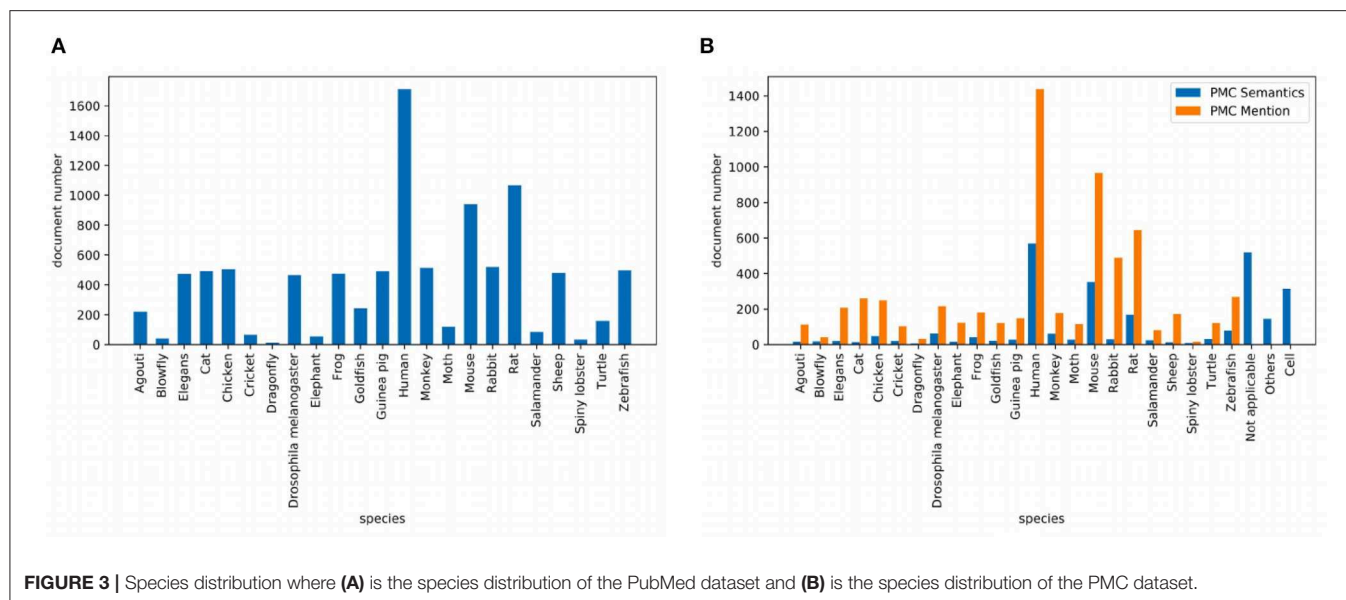 A
1600
1400
1200
1000
800
600
400
200
0
document number
Agouti
Blowfly
Elegans
Cat
Chicken
Cricket
Dragonfly
Drosophila melanogaster
Elephant
Frog
Goldfish
Guinea pig
Human
Monkey
Moth
Mouse
Rabbit
Rat
Salamander
Sheep
Spiny lobster
Turtle
Zebrafish
species
B
PMC Semantics
PMC Mention
1400
1200
1000
800
600
400
200
0
document number
Agouti
Blowfly
Elegans
Cat
Chicken
Cricket
Dragonfly
Drosophila melanogaster
Elephant
Frog
Goldfish
Guinea pig
Human
Monkey
Moth
Mouse
Rabbit
Rat
Salamander
Sheep
Spiny lobster
Turtle
Zebrafish
Not applicable
Others
Cell
species
FIGURE 3 | Species distribution where (A) is the species distribution of the PubMed dataset and (B) is the species distribution of the PMC dataset.